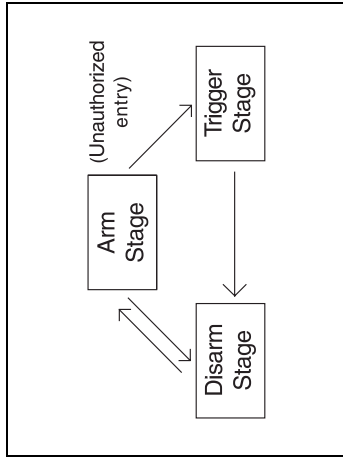 (Unauthorized
entry)
Arm
Stage
Trigger
Stage
Disarm
Stage